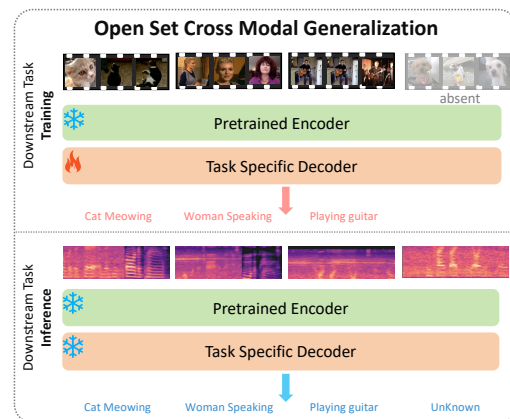 Open Set Cross Modal Generalization
Downstream Task
Training
absent
Pretrained Encoder
Task Specific Decoder
Cat Meowing
Woman Speaking
Playing guitar
Downstream Task
Inference
Pretrained Encoder
Task Specific Decoder
Cat Meowing
Woman Speaking
Playing guitar
UnKnown